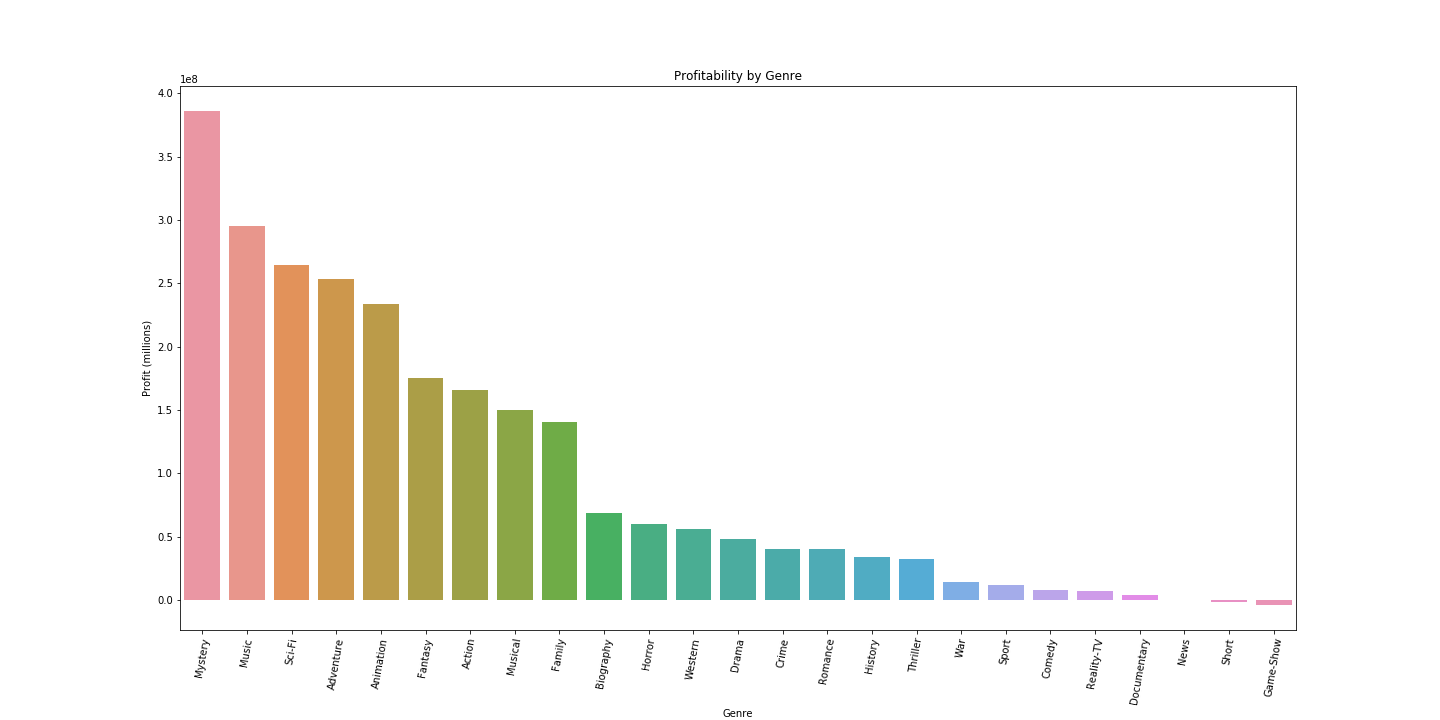 Profitability by Genre
1e8
4.0
3.5
3.0
2.5
2.0
1.5
1.0
0.5
0.0
Profit (millions)
Mystery
Music
Sci-Fi
Adventure
Animation
Fantasy
Action
Musical
Family
Biography
Horror
Western
Drama
Crime
Romance
History
Thriller
War
Sport
Comedy
Reality-TV
Documentary
News
Short
Game-Show
Genre